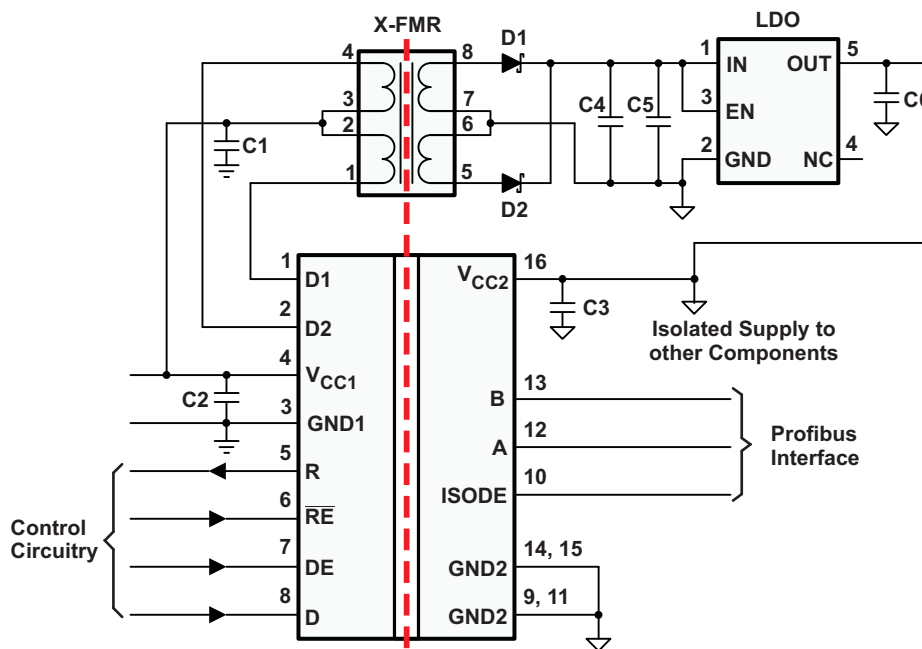 X-FMR
D1
LDO
4
8
1
IN
OUT
5
3
7
C4
C5
3
EN
C6
2
6
C1
2
GND
NC
4
1
5
D2
1
D1
16
VCC2
C3
2
D2
Isolated Supply to
other Components
4
VCC1
C2
13
B
3
GND1
12
A
Profibus
Interface
5
R
10
ISODE
6
RE
Control
Circuitry
7
DE
14, 15
GND2
8
D
9, 11
GND2